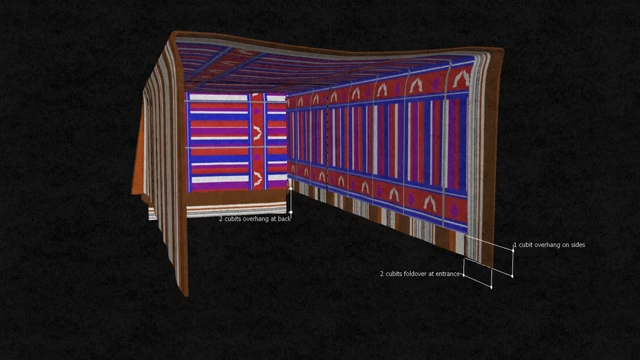 2 cubits overhang at back
1 cubit overhang on sides
2 cubits foldover at entrance